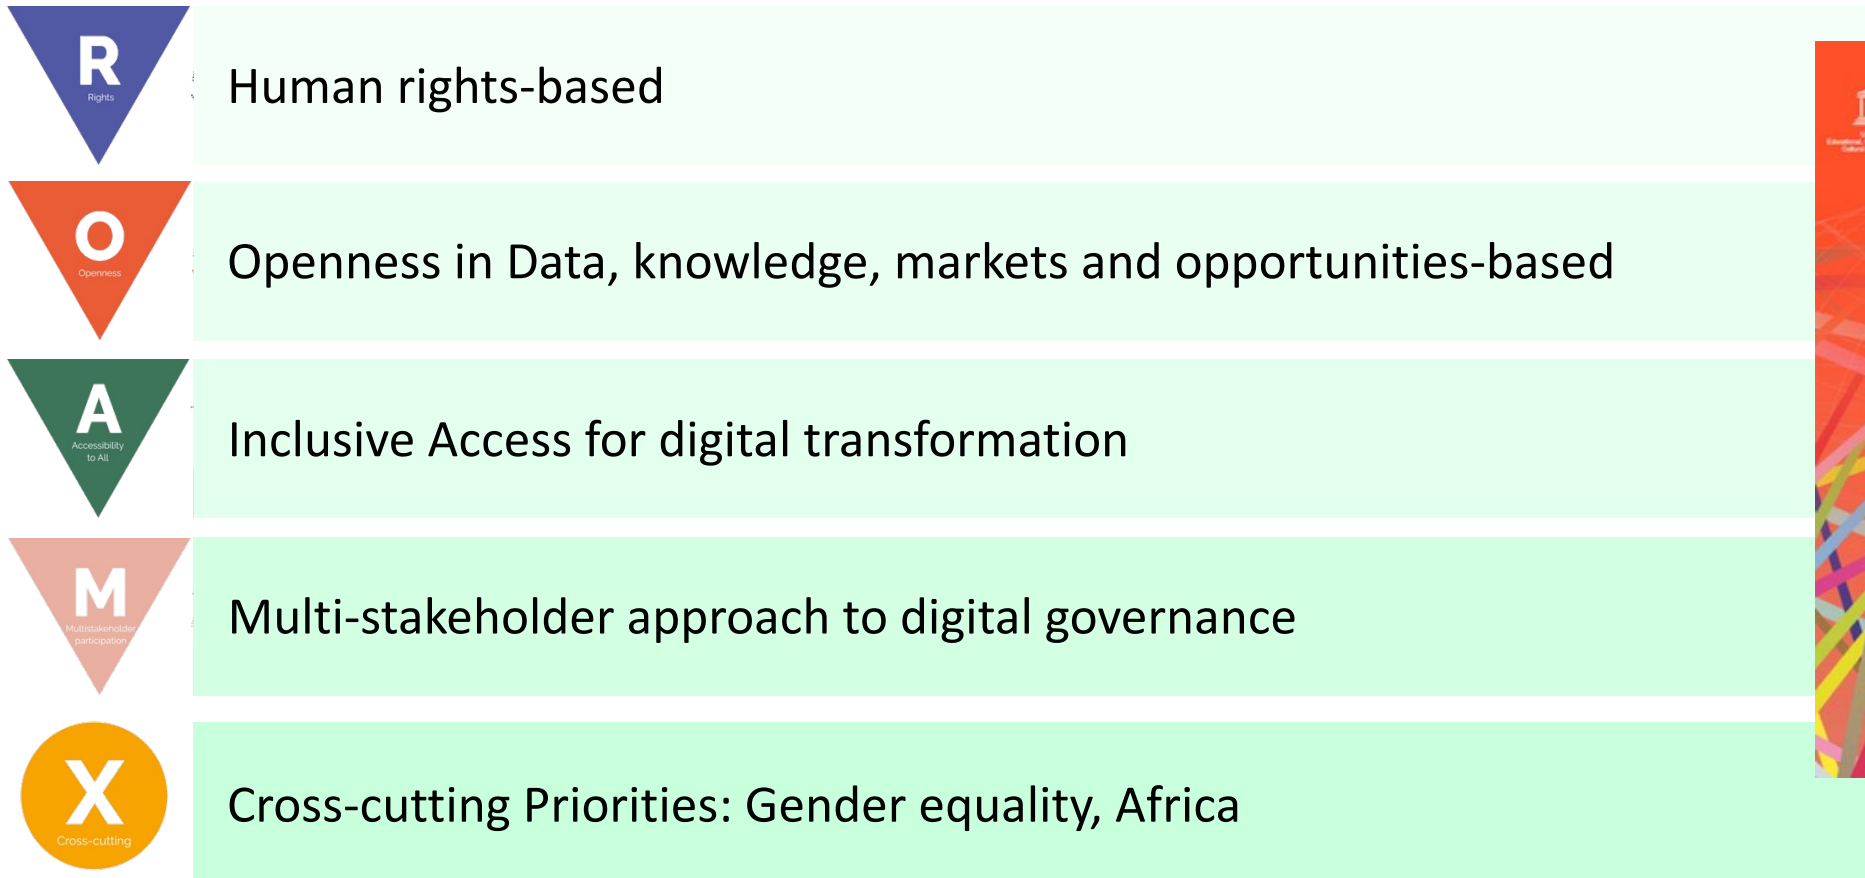 R
Rights
Human rights-based
O
Openness
Openness in Data, knowledge, markets and opportunities-based
A
Accessibility
to All
Inclusive Access for digital transformation
M
Multistakeholder
participation
Multi-stakeholder approach to digital governance
X
Cross-cutting
Cross-cutting Priorities: Gender equality, Africa